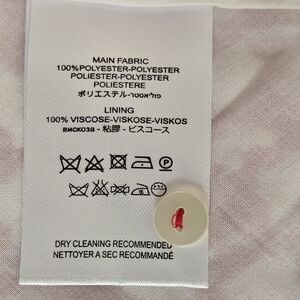 MAIN FABRIC
100%POLYESTER-POLYESTER
POLIESTER-POLYESTER
POLIESTERE
ポリエステル-פוליאסטר
LINING
100% VISCOSE-VISKOSE-VISKOS
вискоза - 粘膠 - ビスコース
DRY CLEANING RECOMMENDED
NETTOYER A SEC RECOMMANDÉ